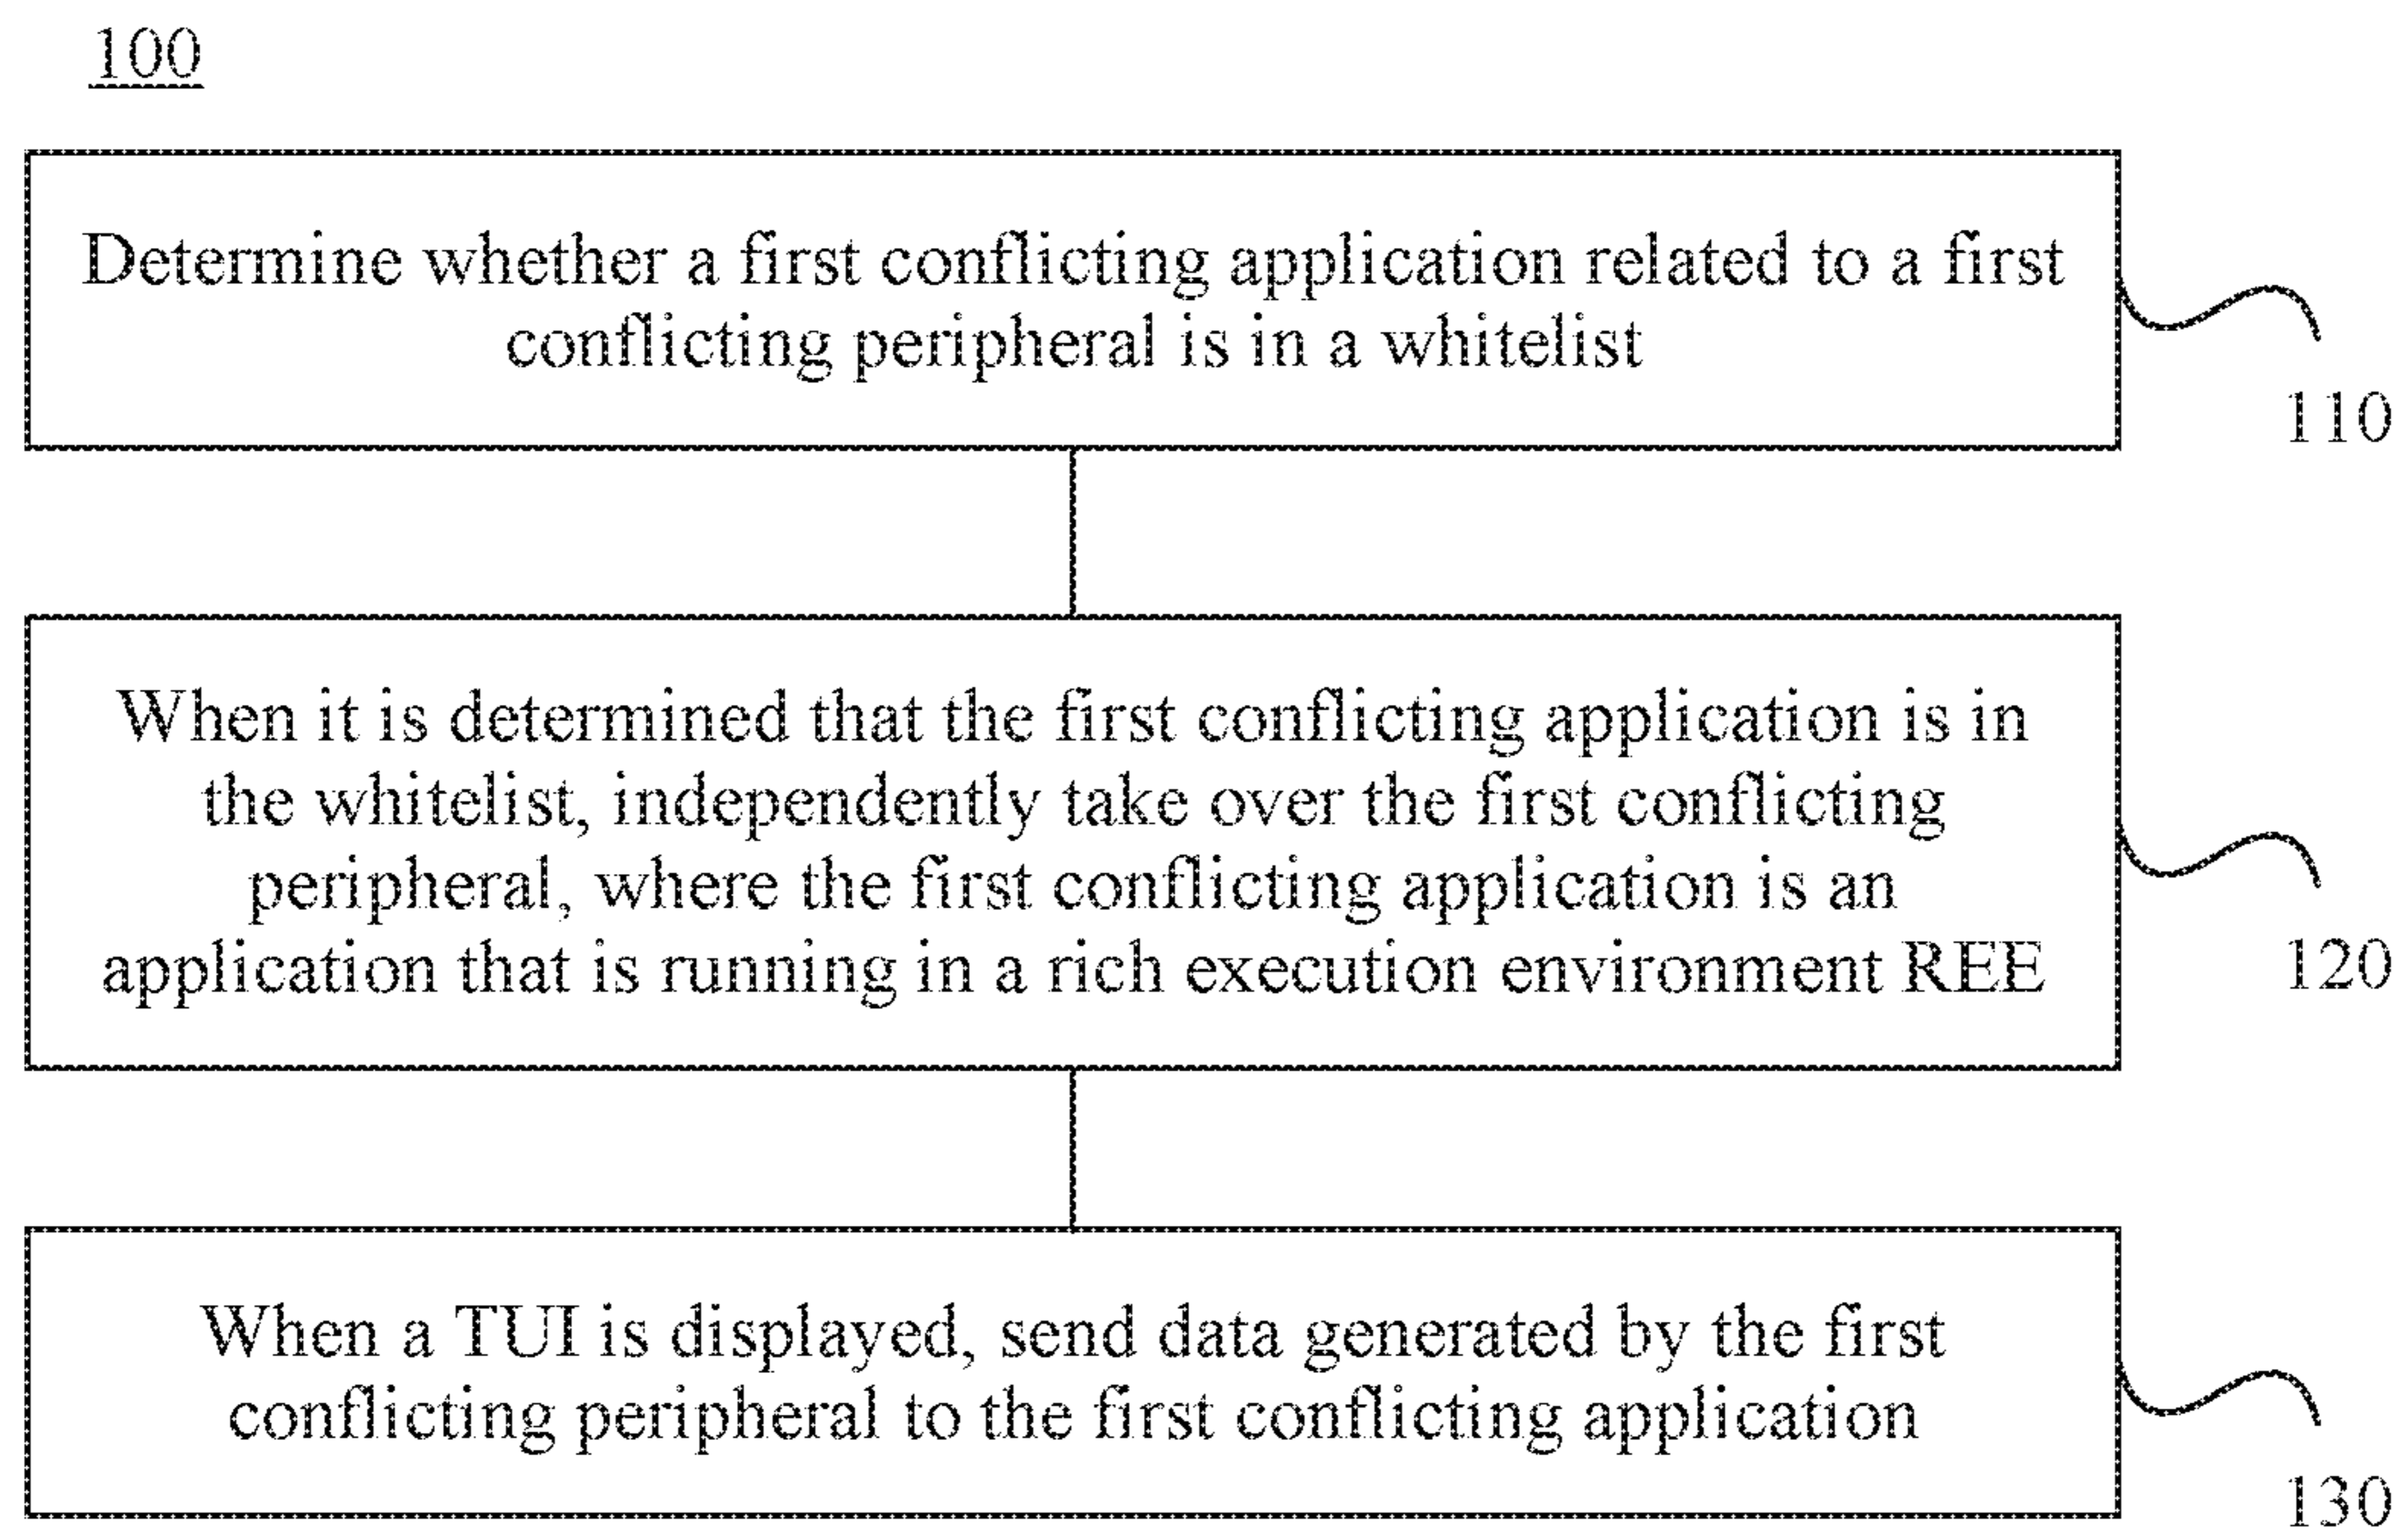 100
Determine whether a first conflicting application related to a first
conflicting peripheral is in a whitelist
110
When it is determined that the first conflicting application is in
the whitelist, independently take over the first conflicting
peripheral, where the first conflicting application is an
application that is running in a rich execution environment REE
120
When a TUI is displayed, send data generated by the first
conflicting peripheral to the first conflicting application
130